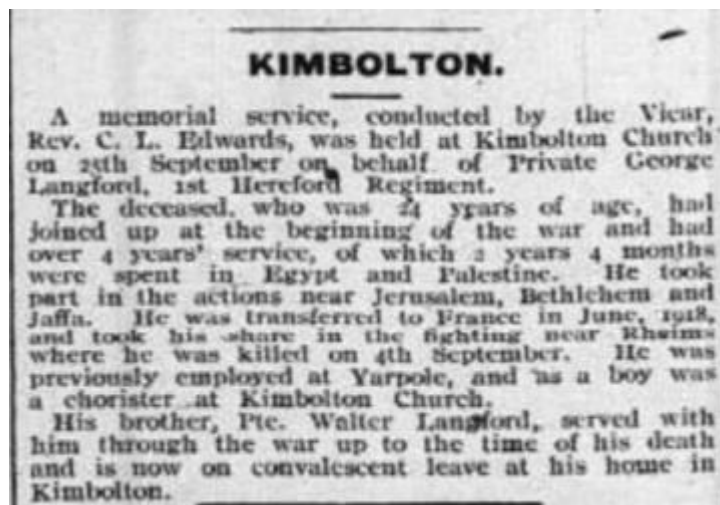 KIMBOLTON.
A memorial service, conducted by the Vicar,
Rev. C. L. Edwards, was held at Kimbolton Church
on 25th September on behalf of Private George
Langford, 1st Hereford Regiment.
The deceased, who was 24 years of age, had
joined up at the beginning of the war and had
over 4 years' service, of which 2 years 4 months
were spent in Egypt and Palestine. He took
part in the actions near Jerusalem, Bethlehem and
Jaffa. He was transferred to France in June, 1918,
and took his share in the fighting near Rheims
where he was killed on 4th September. He was
previously employed at Yarpole, and as a boy was
a chorister at Kimbolton Church.
His brother, Pte. Walter Langford, served with
him through the war up to the time of his death
and is now on convalescent leave at his home in
Kimbolton.